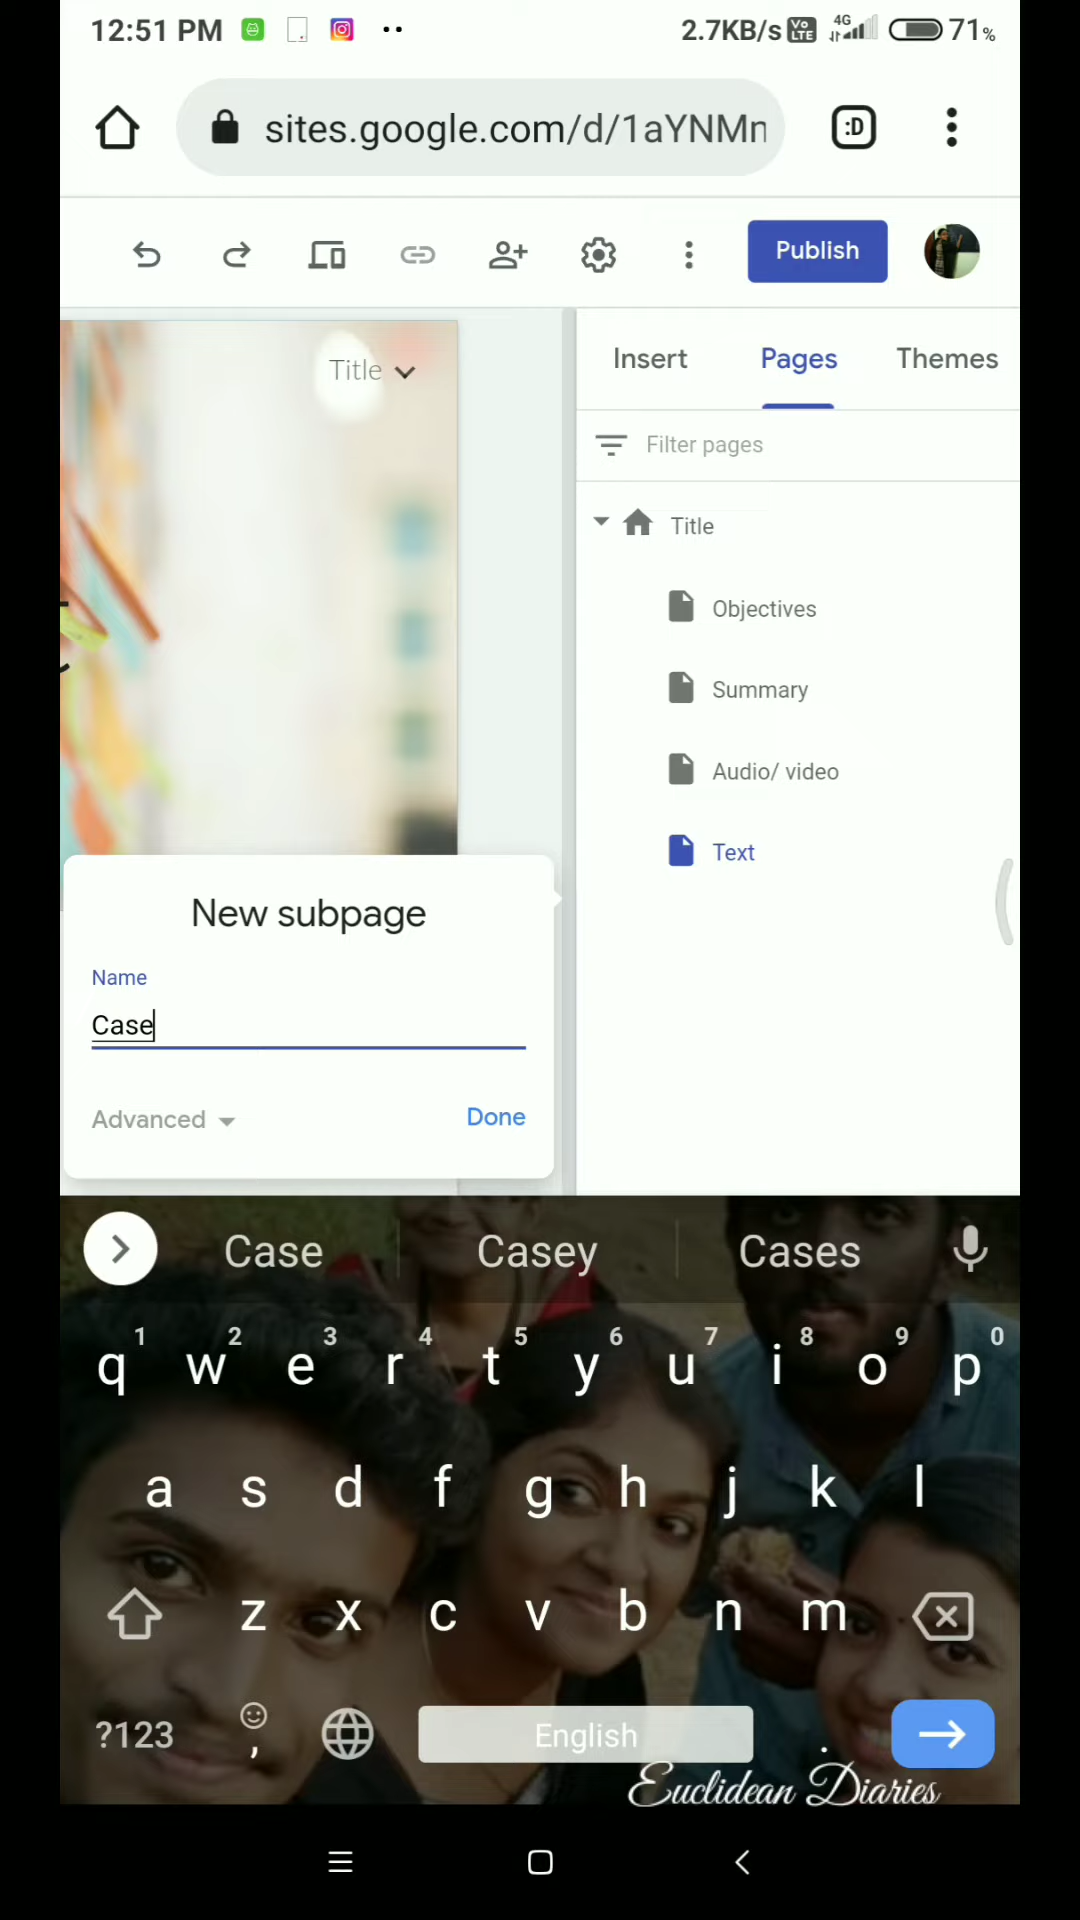 12:51 PM
2.7KB/s Vo LTE 4G 71%
sites.google.com/d/1aYNMn
:D
Publish
Title
Insert Pages Themes
Filter pages
Title
Objectives
Summary
Audio/ video
Text
New subpage
Name
Case
Advanced Done
Case Casey Cases
1 2 3 4 5 6 7 8 9 0
q w e r t y u i o p
a s d f g h j k l
z x c v b n m
?123 , English .
Euclidean Diaries